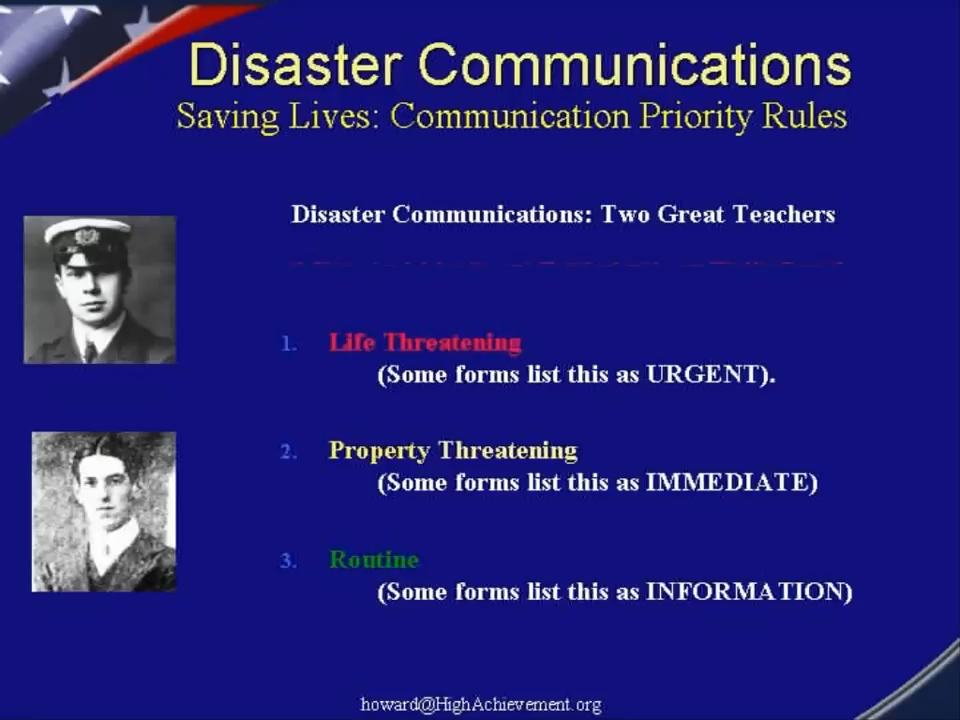 Disaster Communications
Saving Lives: Communication Priority Rules
Disaster Communications: Two Great Teachers
1. Life Threatening
(Some forms list this as URGENT).
2. Property Threatening
(Some forms list this as IMMEDIATE)
3. Routine
(Some forms list this as INFORMATION)
howard@HighAchievement.org